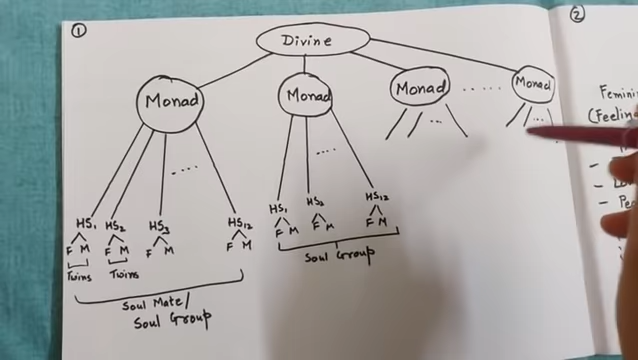 ①
②
Divine
Monad
Monad
Monad
.....
Monad
....
....
...
...
HS₁
HS₂
HS₃
HS₁₂
F M
F M
F M
F M
Twins
Twins
Soul Mate/
Soul Group
HS₁
HS₂
HS₁₂
F M
F M
F M
Soul Group
Feminin
(Feelin